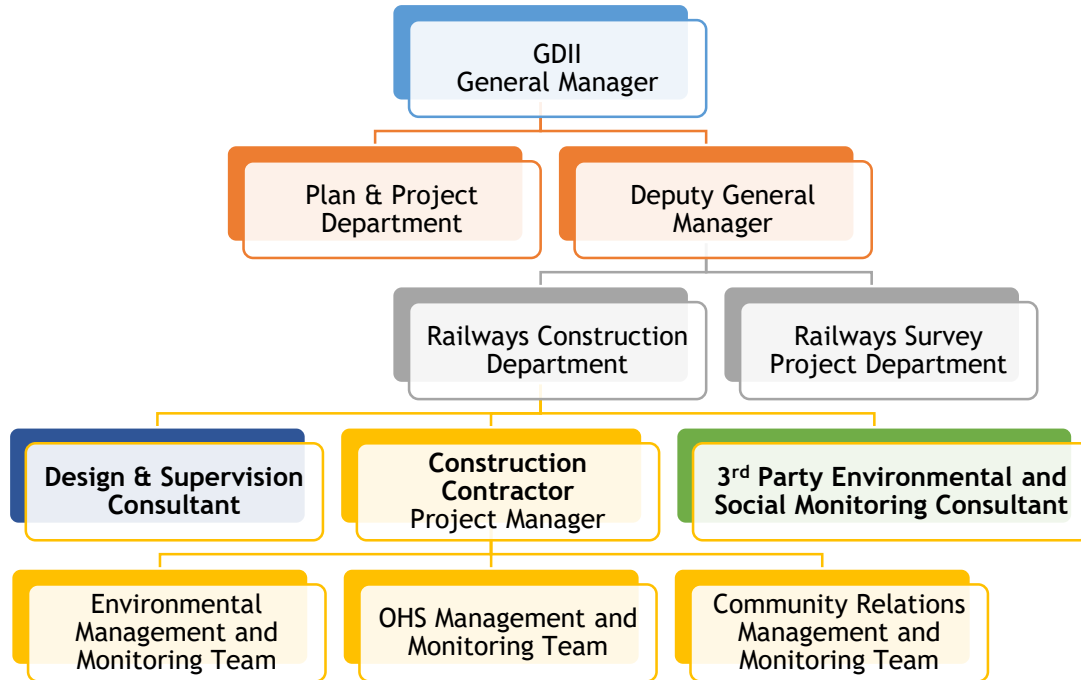 GDII
General Manager
Plan & Project
Department
Deputy General
Manager
Railways Construction
Department
Railways Survey
Project Department
Design & Supervision
Consultant
Construction
Contractor
Project Manager
3rd Party Environmental and
Social Monitoring Consultant
Environmental
Management and
Monitoring Team
OHS Management and
Monitoring Team
Community Relations
Management and
Monitoring Team